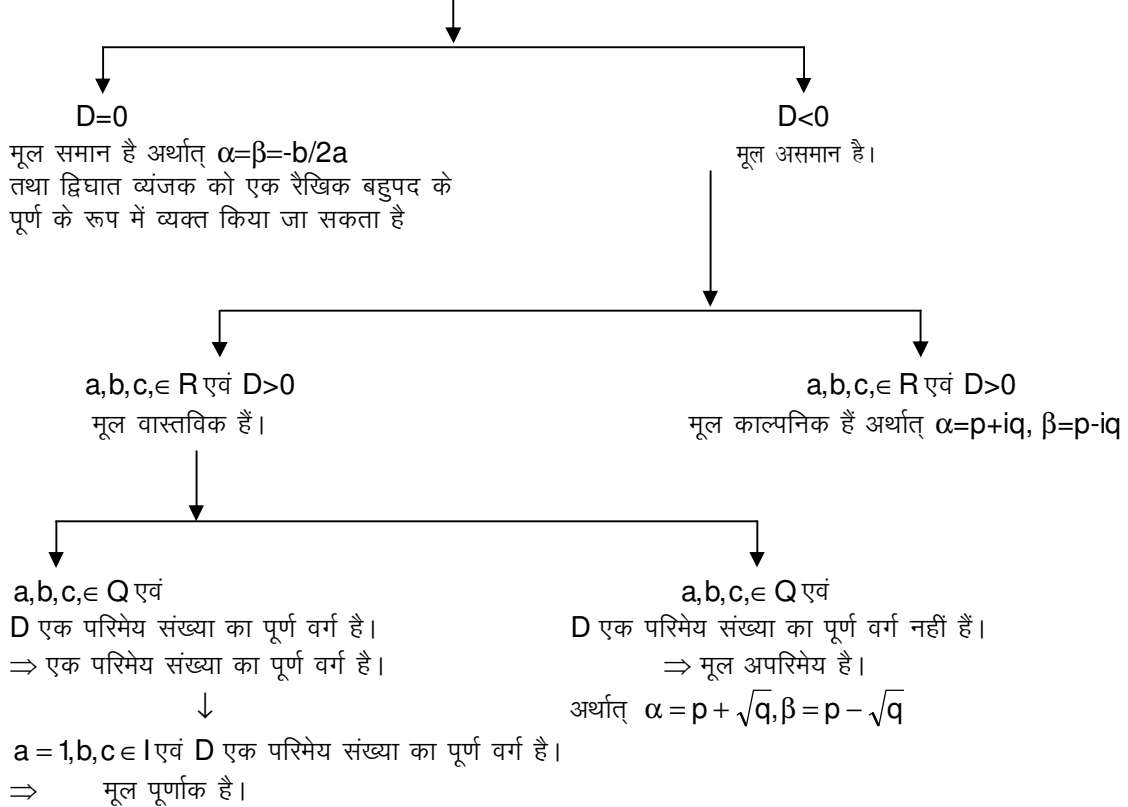 D=0
मूल समान है अर्थात् α=β=-b/2a
तथा द्विघात व्यंजक को एक रैखिक बहुपद के
पूर्ण के रूप में व्यक्त किया जा सकता है
D<0
मूल असमान है।
a,b,c,∈ R एवं D>0
मूल वास्तविक हैं।
a,b,c,∈ R एवं D>0
मूल काल्पनिक हैं अर्थात् α=p+iq, β=p-iq
a,b,c,∈ Q एवं
D एक परिमेय संख्या का पूर्ण वर्ग है।
⇒ एक परिमेय संख्या का पूर्ण वर्ग है।
↓
a = 1,b,c ∈ I एवं D एक परिमेय संख्या का पूर्ण वर्ग है।
⇒ मूल पूर्णाक है।
a,b,c,∈ Q एवं
D एक परिमेय संख्या का पूर्ण वर्ग नहीं हैं।
⇒ मूल अपरिमेय है।
अर्थात् α = p + √q, β = p − √q